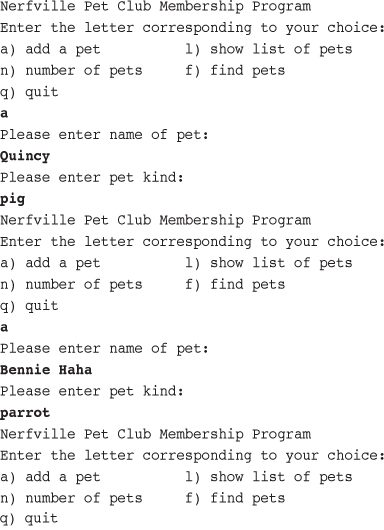 Nerfville Pet Club Membership Program
Enter the letter corresponding to your choice:
a) add a pet          l) show list of pets
n) number of pets     f) find pets
q) quit
a
Please enter name of pet:
Quincy
Please enter pet kind:
pig
Nerfville Pet Club Membership Program
Enter the letter corresponding to your choice:
a) add a pet          l) show list of pets
n) number of pets     f) find pets
q) quit
a
Please enter name of pet:
Bennie Haha
Please enter pet kind:
parrot
Nerfville Pet Club Membership Program
Enter the letter corresponding to your choice:
a) add a pet          l) show list of pets
n) number of pets     f) find pets
q) quit